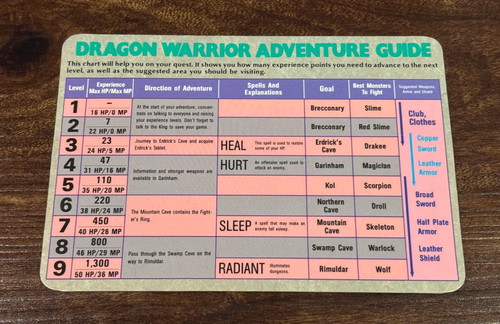 DRAGON WARRIOR ADVENTURE GUIDE
This chart will help you on your quest. It shows you how many experience points you need to advance to the next
level, as well as the suggested area you should be visiting.
Level
Experience
Max HP/Max MP
Direction of Adventure
Spells And
Explanations
Goal
Best Monsters
To Fight
Suggested Weapons,
Armor and Shield
1
–
16 HP/0 MP
At the start of your adventure, concen-
trate on talking to everyone and raising
your experience levels. Don't forget to
talk to the King to save your game.
Brecconary
Slime
Club,
Clothes
2
7
22 HP/0 MP
Brecconary
Red Slime
3
23
24 HP/5 MP
Journey to Erdrick's Cave and acquire
Erdrick's Tablet.
HEAL
This spell is used to restore
some of your HP.
Erdrick's
Cave
Drakee
Copper
Sword
4
47
31 HP/16 MP
Information and stronger weapons are
available in Garinham.
HURT
An offensive spell used to
attack an enemy.
Garinham
Magician
Leather
Armor
5
110
35 HP/20 MP
Kol
Scorpion
Broad
Sword
6
220
38 HP/24 MP
The Mountain Cave contains the Fight-
er's Ring.
Northern
Cove
Droll
7
450
40 HP/26 MP
SLEEP
A spell that may make an
enemy fall asleep.
Mountain
Cave
Skeleton
Half Plate
Armor
8
800
46 HP/29 MP
Pass through the Swamp Cave on the
way to Rimuldar.
Swamp Cave
Warlock
Leather
Shield
9
1,300
50 HP/36 MP
RADIANT
Illuminates
dungeons.
Rimuldar
Wolf